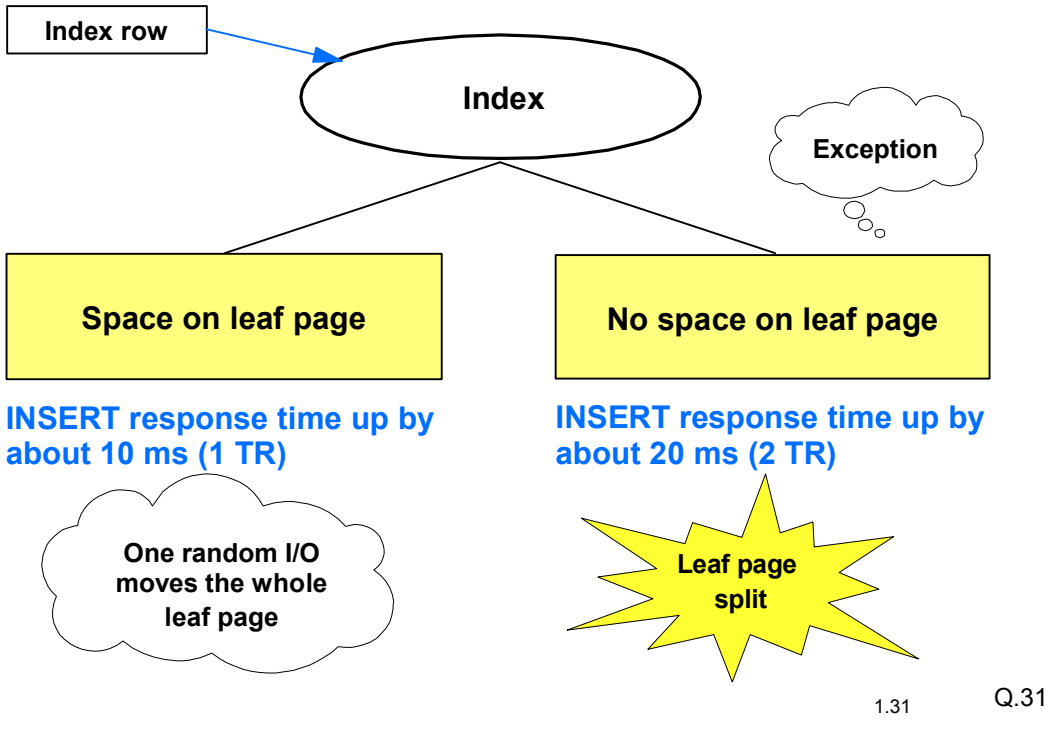 Index row
Index
Exception
Space on leaf page
No space on leaf page
INSERT response time up by
about 10 ms (1 TR)
INSERT response time up by
about 20 ms (2 TR)
One random I/O
moves the whole
leaf page
Leaf page
split
1.31
Q.31